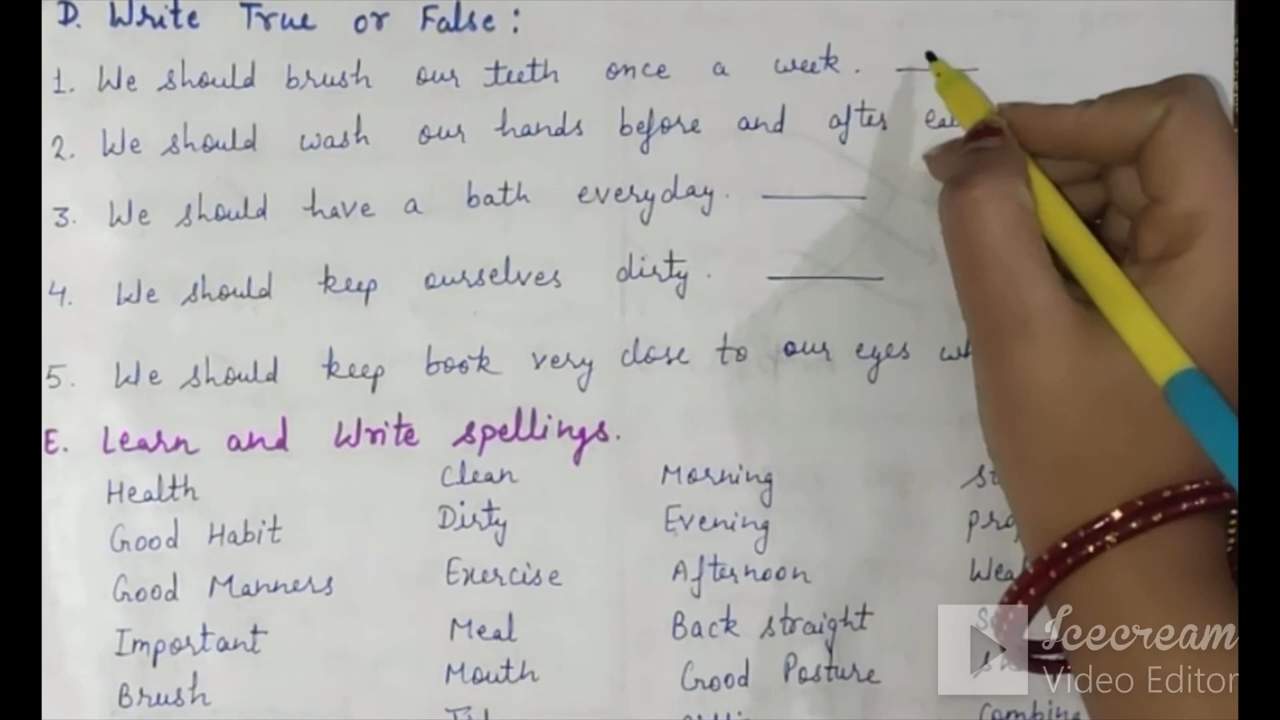 D. Write True or False:
1. We should brush our teeth once a week.
2. We should wash our hands before and after
3. We should have a bath everyday.
4. We should keep ourselves dirty.
5. We should keep book very close to our eyes
E. Learn and Write spellings.
Health Clean Morning
Good Habit Dirty Evening
Good Manners Exercise Afternoon
Important Meal Back straight
Brush Mouth Good Posture
Combing
Icecream
Video Editor